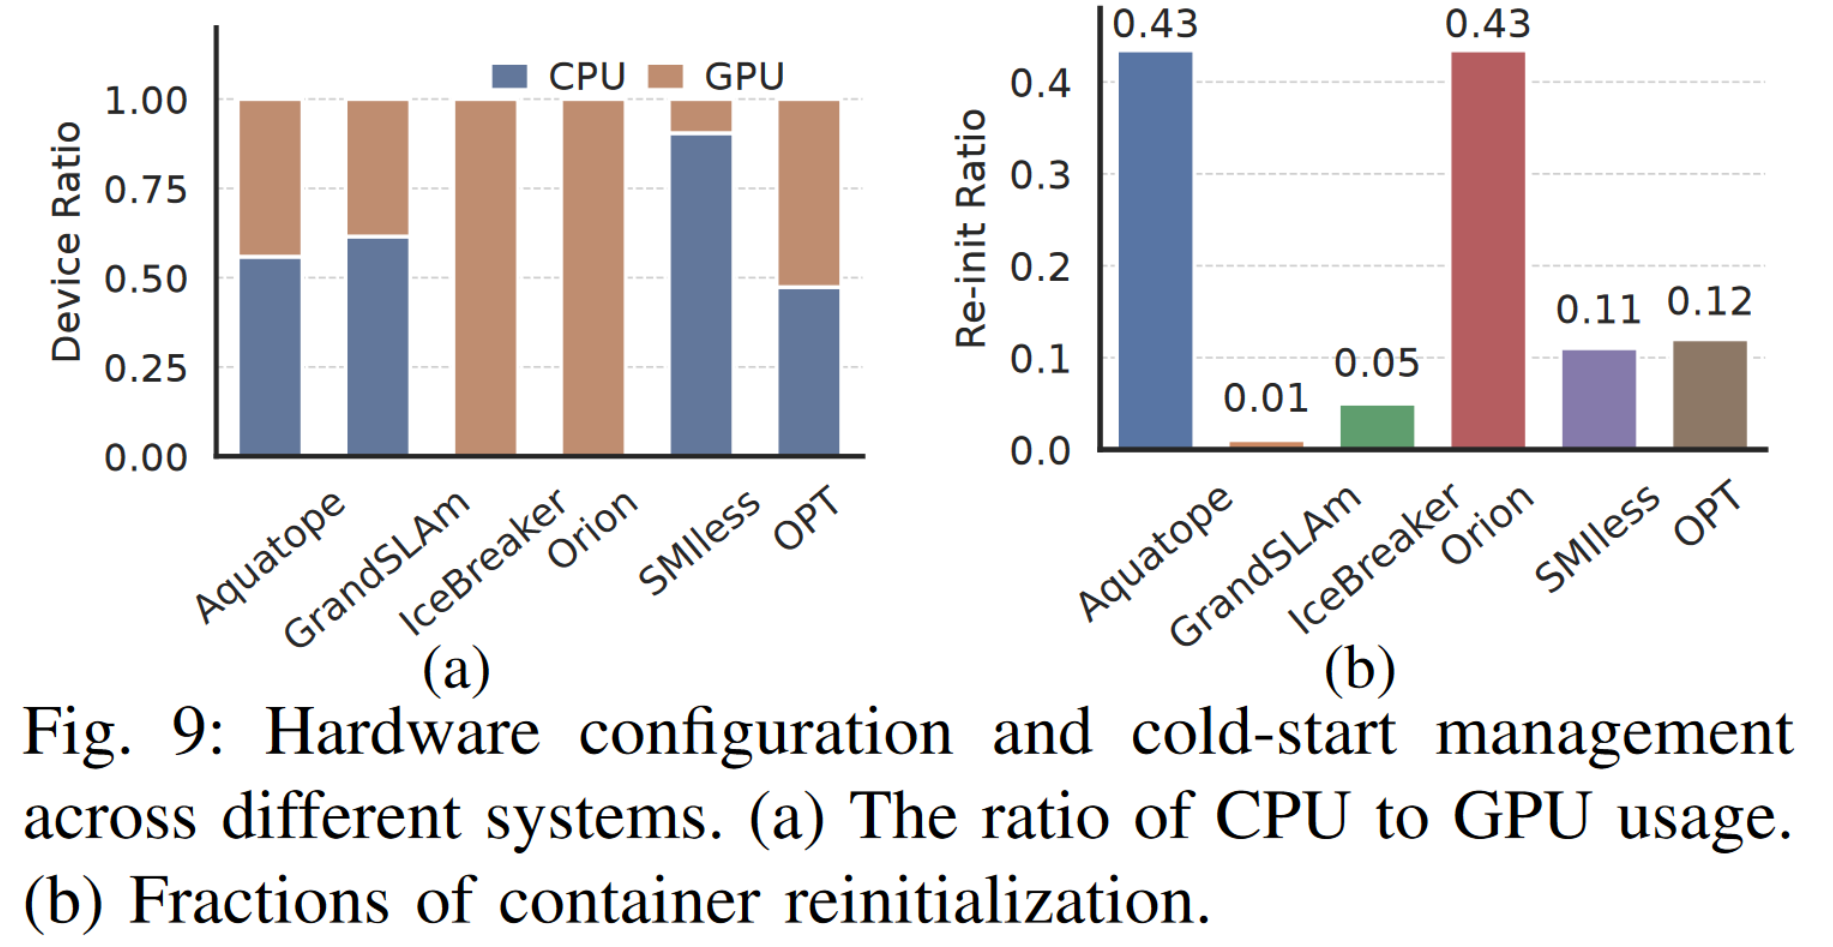 CPU GPU
1.00
0.75
0.50
0.25
0.00
Device Ratio
Aquatope
GrandSLAm
IceBreaker
Orion
SMIless
OPT
(a)
0.43
0.01
0.05
0.43
0.11
0.12
0.4
0.3
0.2
0.1
0.0
Re-init Ratio
Aquatope
GrandSLAm
IceBreaker
Orion
SMIless
OPT
(b)
Fig. 9: Hardware configuration and cold-start management
across different systems. (a) The ratio of CPU to GPU usage.
(b) Fractions of container reinitialization.